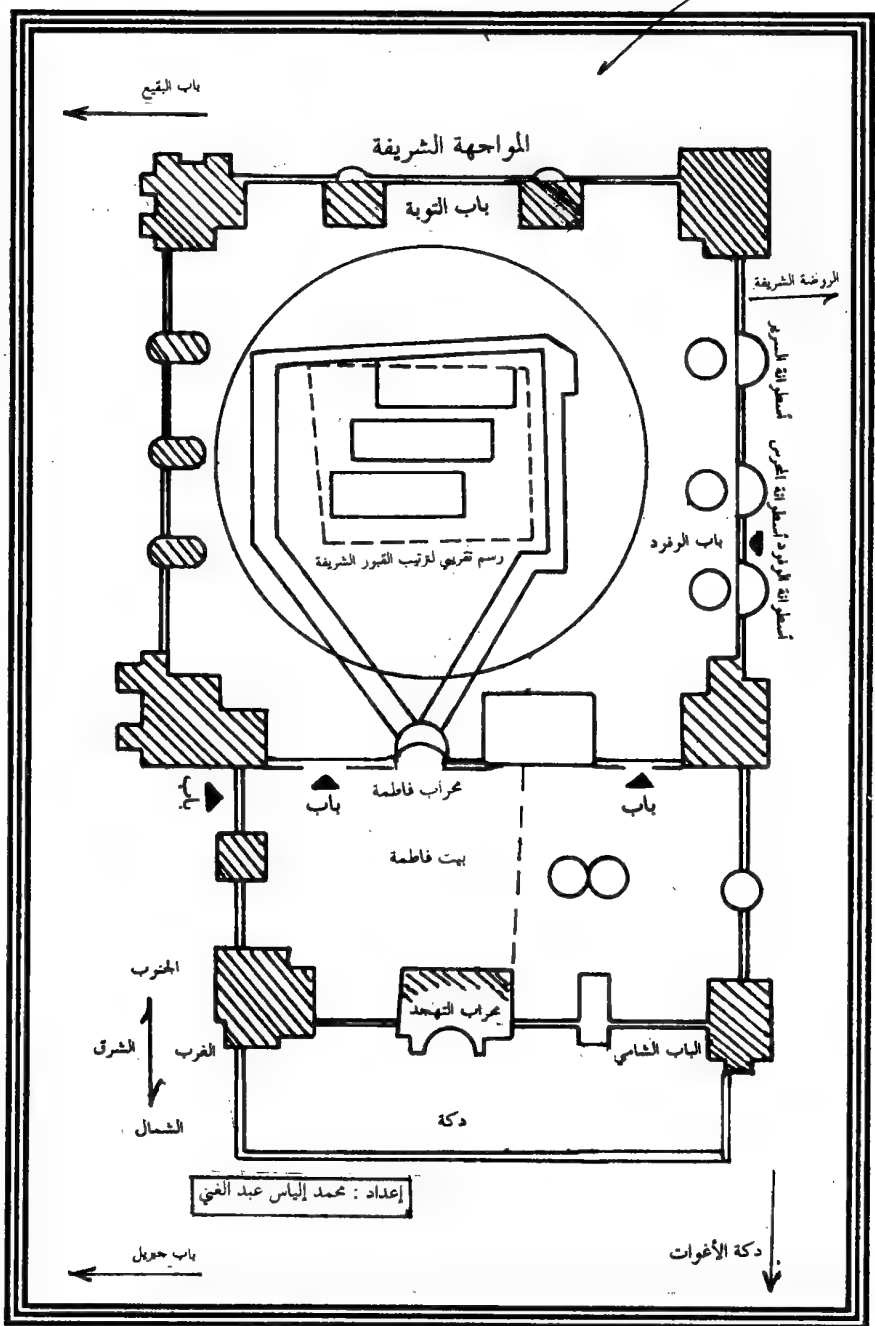 باب البقيع
المواجهة الشريفة
باب التوبة
الروضة الشريفة
أسطوانة السرير
أسطوانة الحرس
أسطوانة الوفود
باب الوفود
رسم تقريبي لترتيب القبور الشريفة
باب
باب
محراب فاطمة
باب
بيت فاطمة
الجنوب
الشرق
الغرب
الشمال
محراب التهجد
الباب الشامي
دكة
إعداد : محمد إلياس عبد الغني
دكة الأغوات
باب جبريل